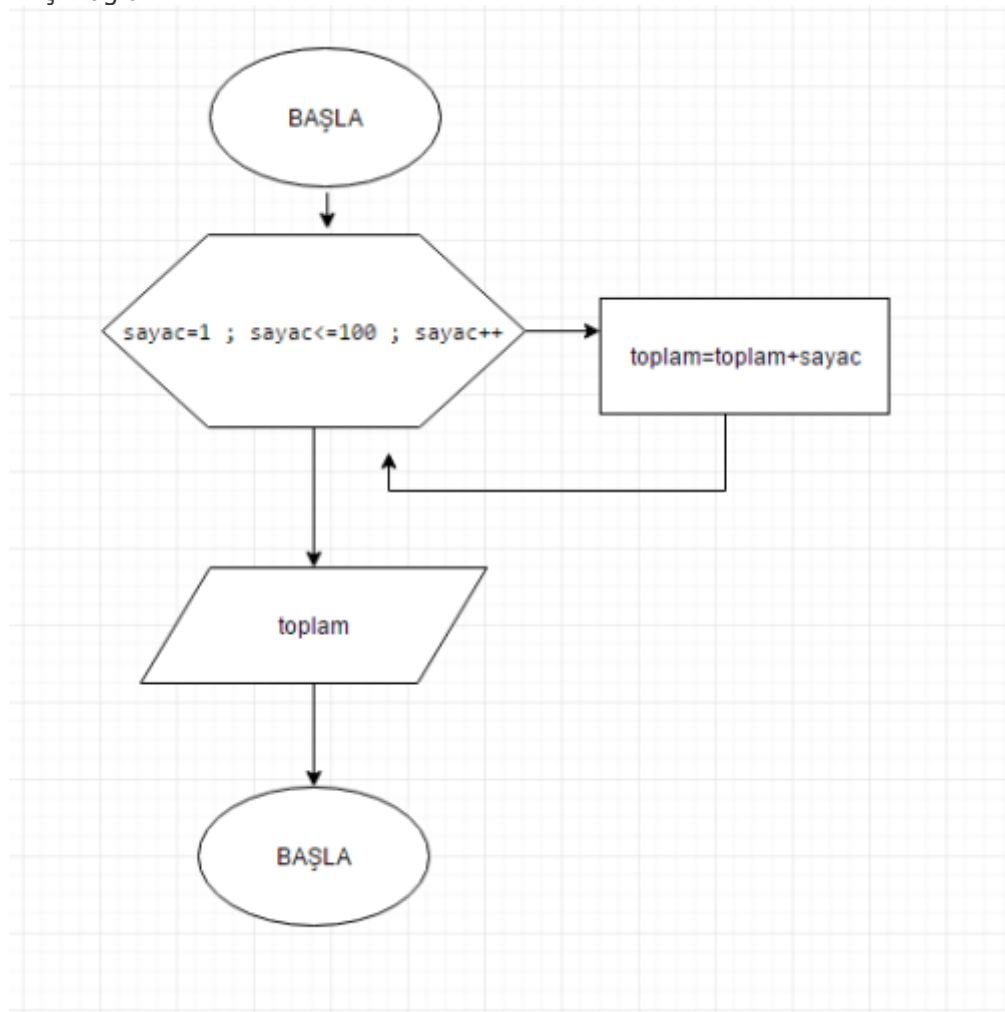 BAŞLA
sayac=1 ; sayac<=100 ; sayac++
toplam=toplam+sayac
toplam
BAŞLA